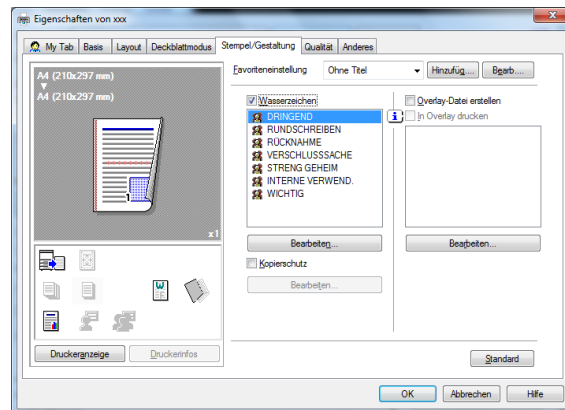 Eigenschaften von xxx
My Tab Basis Layout Deckblattmodus Stempel/Gestaltung Qualität Anderes
A4 (210x297 mm)
A4 (210x297 mm)
1
x1
Druckeranzeige Druckerinfos
Favoriteneinstellung Ohne Titel Hinzufüg.... Bearb....
Wasserzeichen
DRINGEND
RUNDSCHREIBEN
RÜCKNAHME
VERSCHLUSSSACHE
STRENG GEHEIM
INTERNE VERWEND.
WICHTIG
Bearbeiten...
Kopierschutz
Bearbeiten...
Overlay-Datei erstellen
In Overlay drucken
Bearbeiten...
Standard
OK Abbrechen Hilfe